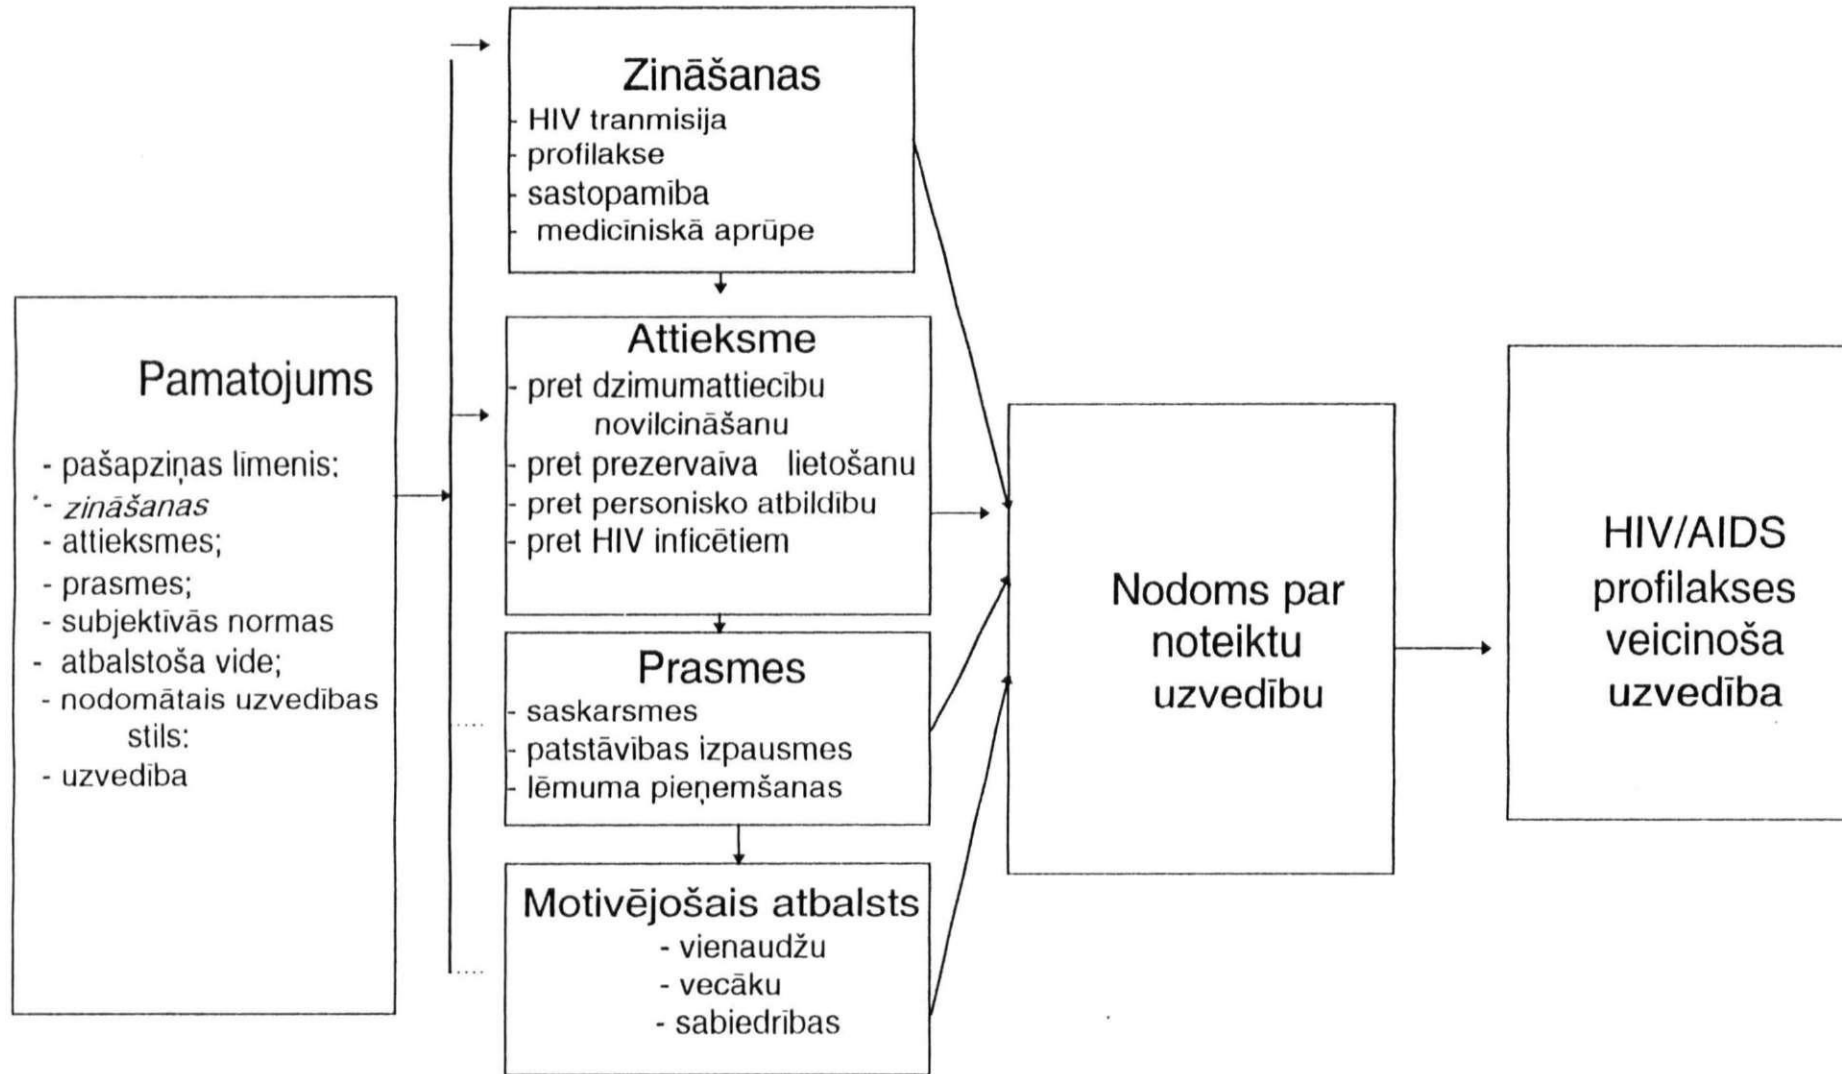 Pamatojums
- pašapziņas līmenis:
- zināšanas
- attieksmes;
- prasmes;
- subjektīvās normas
- atbalstoša vide;
- nodomātais uzvedības
stils:
- uzvedība
Zināšanas
- HIV tranmisija
- profilakse
- sastopamība
- medicīniskā aprūpe
Attieksme
- pret dzimumattiecību
novilcināšanu
- pret prezervaīva lietošanu
- pret personisko atbildību
- pret HIV inficētiem
Prasmes
- saskarsmes
- patstāvības izpausmes
- lēmuma pieņemšanas
Motivējošais atbalsts
- vienaudžu
- vecāku
- sabiedrības
Nodoms par
noteiktu
uzvedību
HIV/AIDS
profilakses
veicinoša
uzvedība